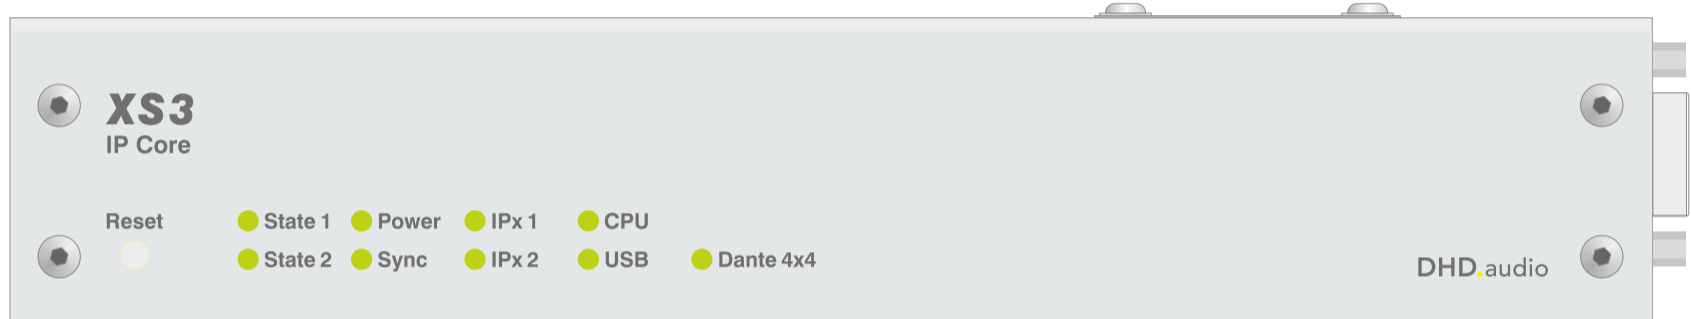 XS3
IP Core
Reset
State 1 Power IPx 1 CPU
State 2 Sync IPx 2 USB Dante 4x4
DHD.audio